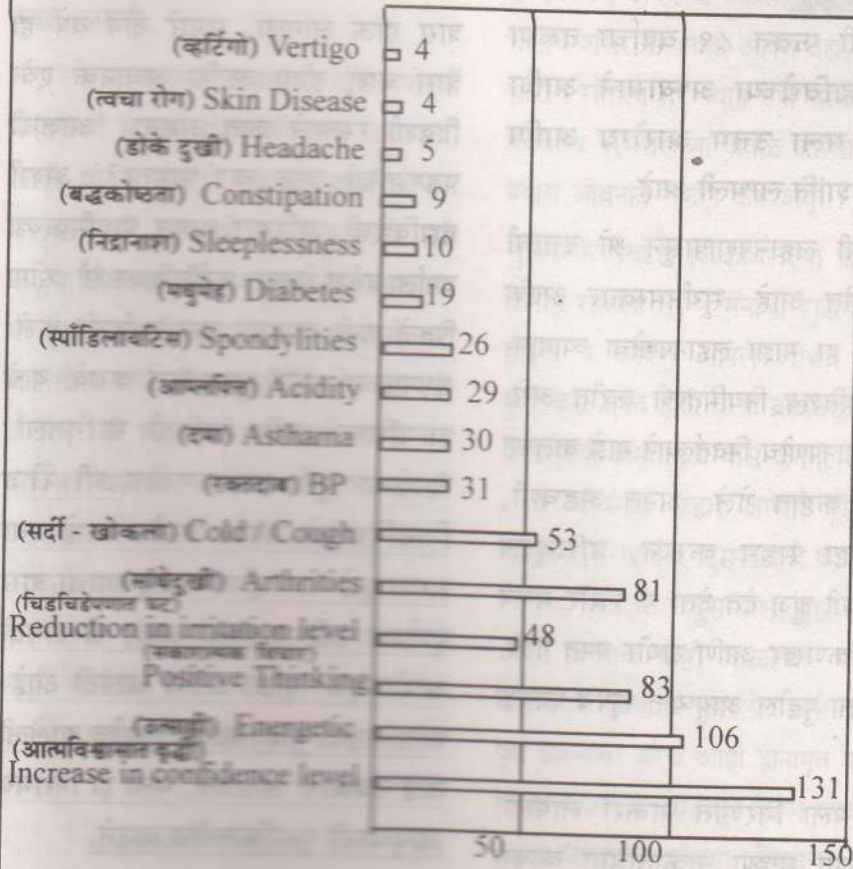 (व्हर्टिगो) Vertigo 4
(त्वचा रोग) Skin Disease 4
(डोके दुखी) Headache 5
(बद्धकोष्ठता) Constipation 9
(निद्रानाश) Sleeplessness 10
(मधुमेह) Diabetes 19
(स्पाँडिलायटिस) Spondylities 26
(आम्लपित्त) Acidity 29
(दमा) Asthama 30
(रक्तदाब) BP 31
(सर्दी - खोकला) Cold / Cough 53
(सांधेदुखी) Arthrities 81
(चिडचिडेपणात घट)
Reduction in irritation level 48
(सकारात्मक विचार)
Positive Thinking 83
(उत्साही) Energetic 106
(आत्मविश्वासात वृद्धी)
Increase in confidence level 131
50 100 150